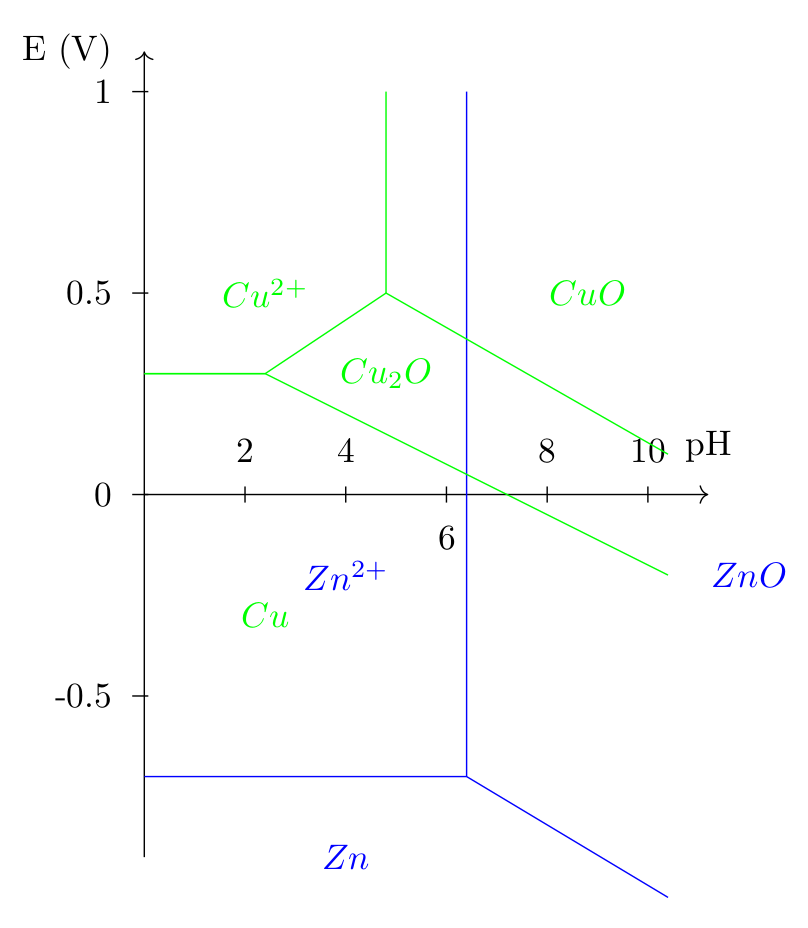 E (V)
1
0.5
Cu²⁺
CuO
Cu₂O
2
4
8
10
pH
0
6
Zn²⁺
ZnO
Cu
-0.5
Zn